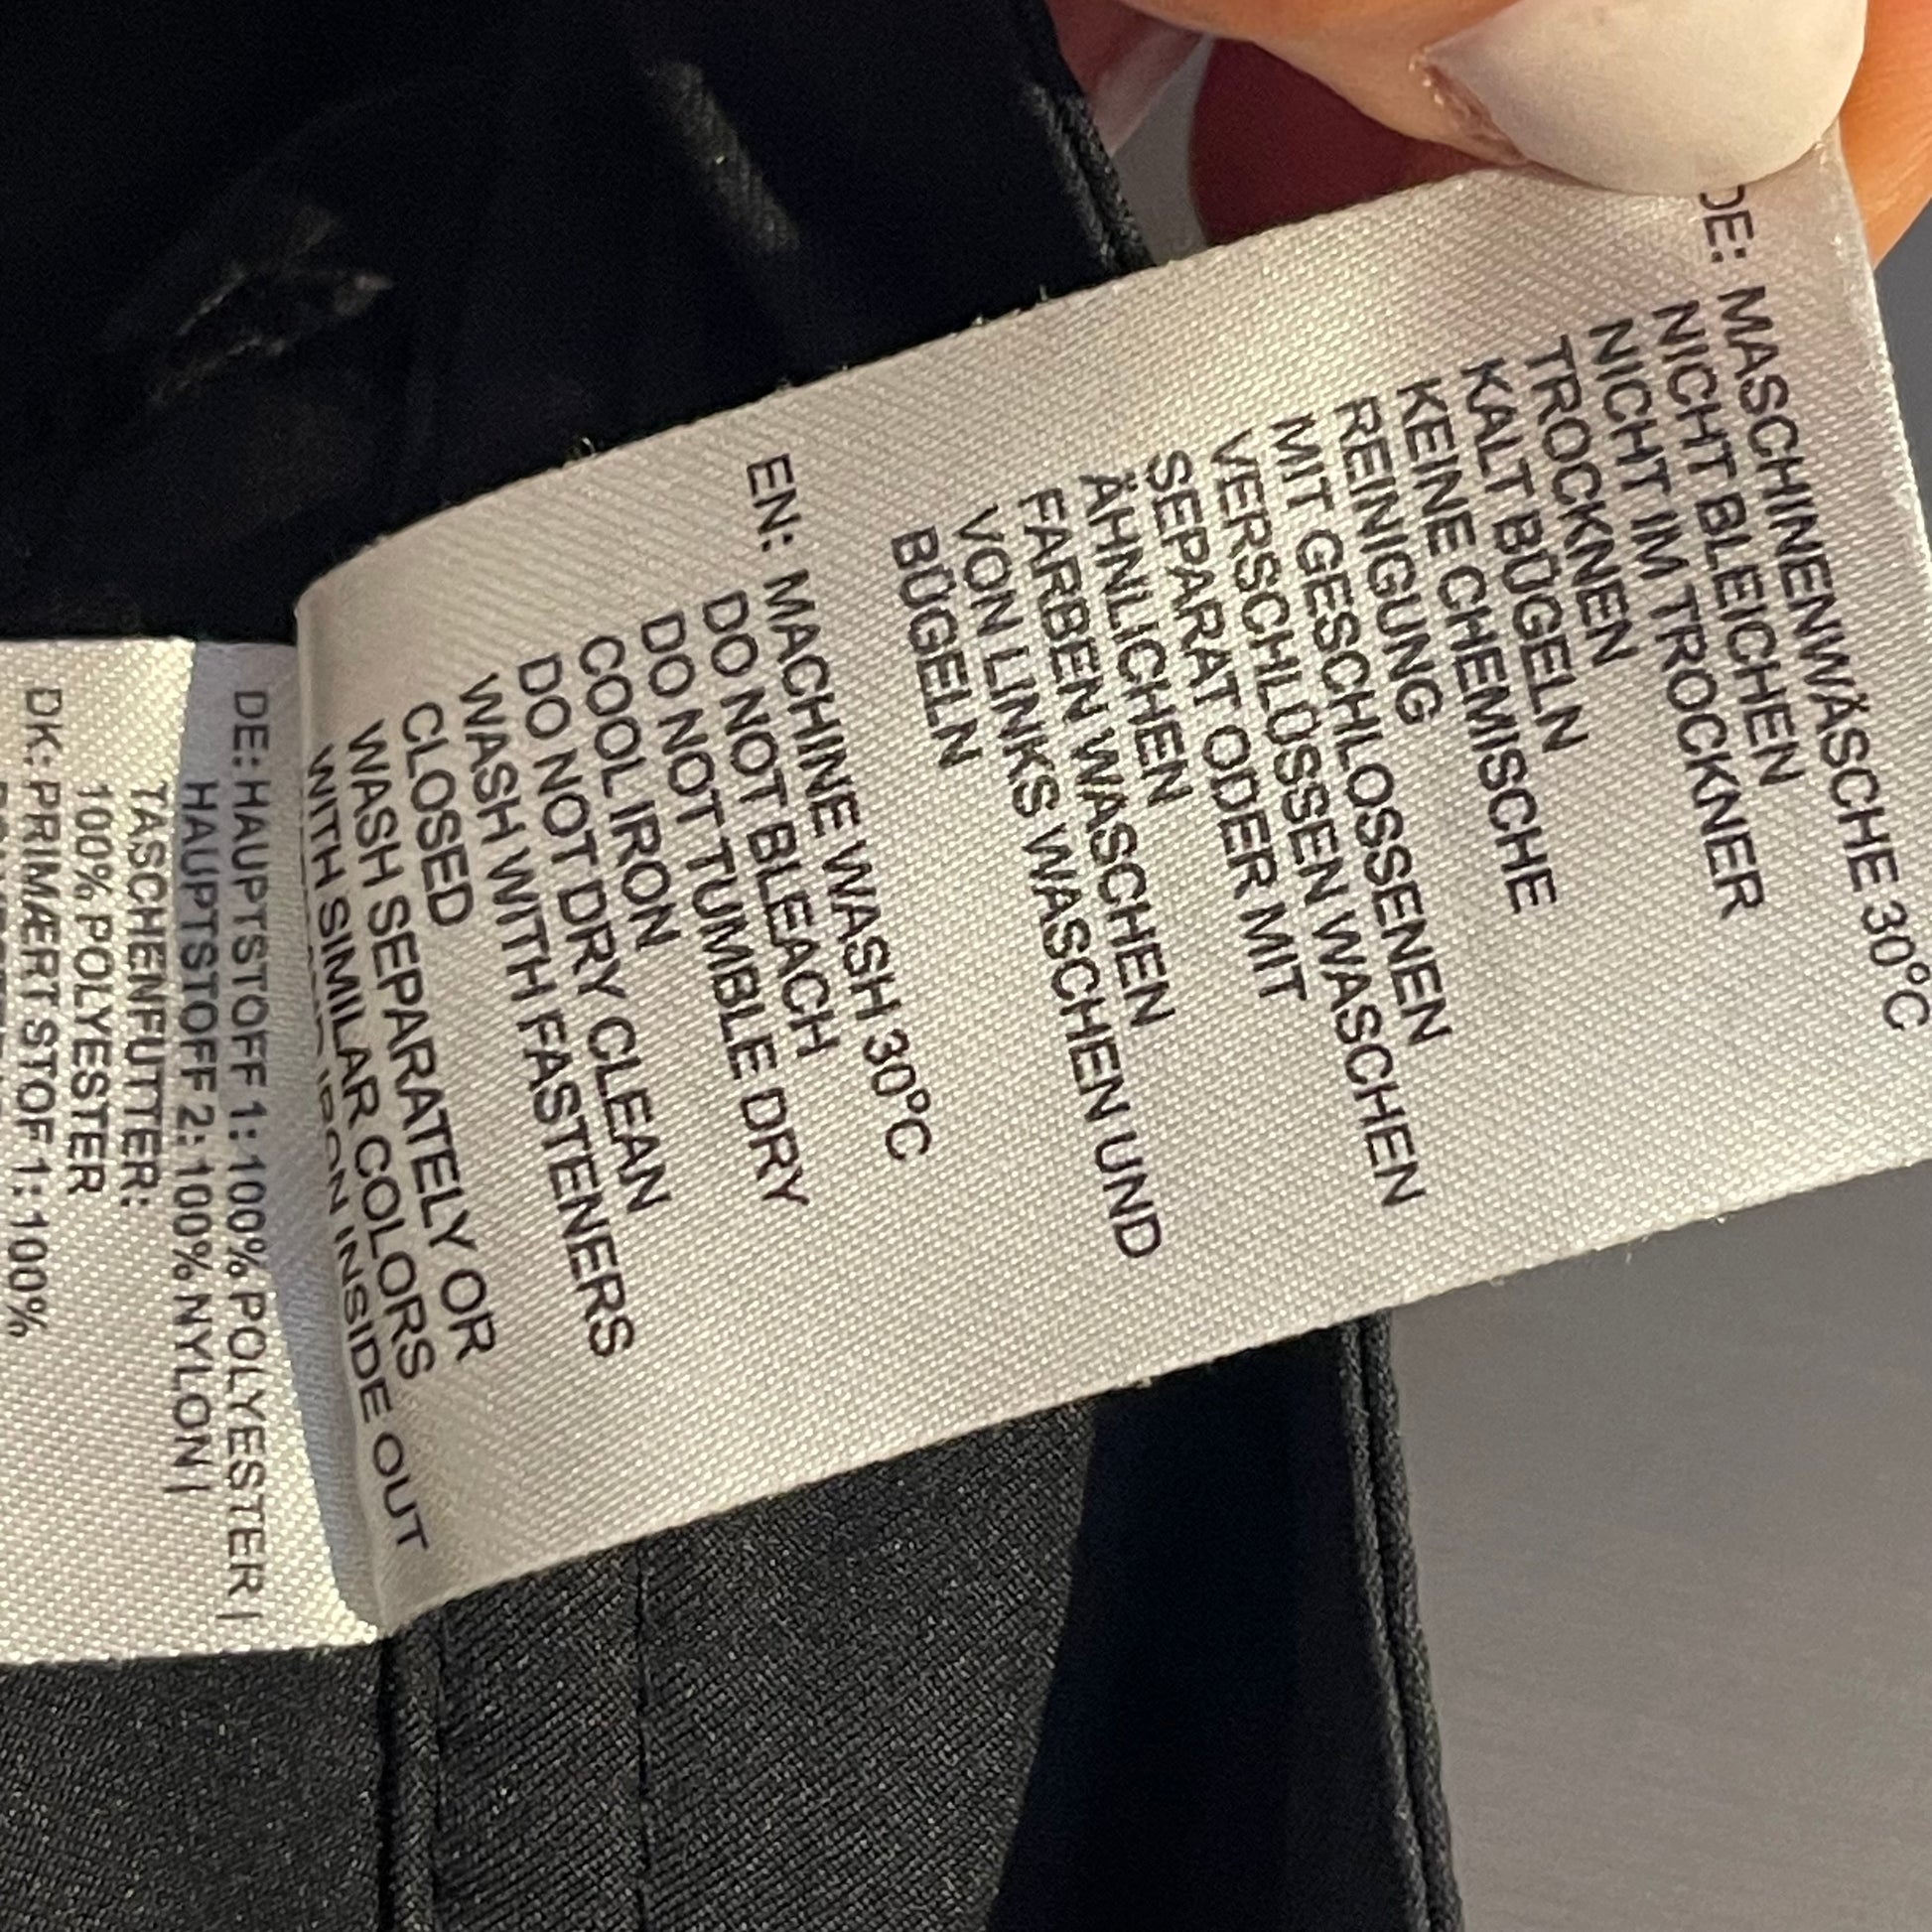 DE: MASCHINENWÄSCHE 30°C
NICHT BLEICHEN
NICHT IM TROCKNER
TROCKNEN
KALT BÜGELN
KEINE CHEMISCHE
REINIGUNG
MIT GESCHLOSSENEN
VERSCHLÜSSEN WASCHEN
SEPARAT ODER MIT
ÄHNLICHEN
FARBEN WASCHEN
VON LINKS WASCHEN UND
BÜGELN
EN: MACHINE WASH 30°C
DO NOT BLEACH
DO NOT TUMBLE DRY
COOL IRON
DO NOT DRY CLEAN
WASH WITH FASTENERS
CLOSED
WASH SEPARATELY OR
WITH SIMILAR COLORS
IRON INSIDE OUT
DE: HAUPTSTOFF 1: 100% POLYESTER |
HAUPTSTOFF 2: 100% NYLON |
TASCHENFUTTER:
100% POLYESTER
DK: PRIMÆRT STOF 1: 100%